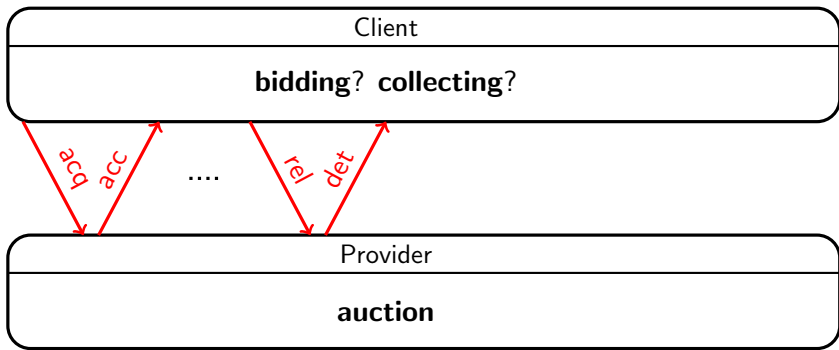 Client
bidding? collecting?
acq acc .... rel det
Provider
auction